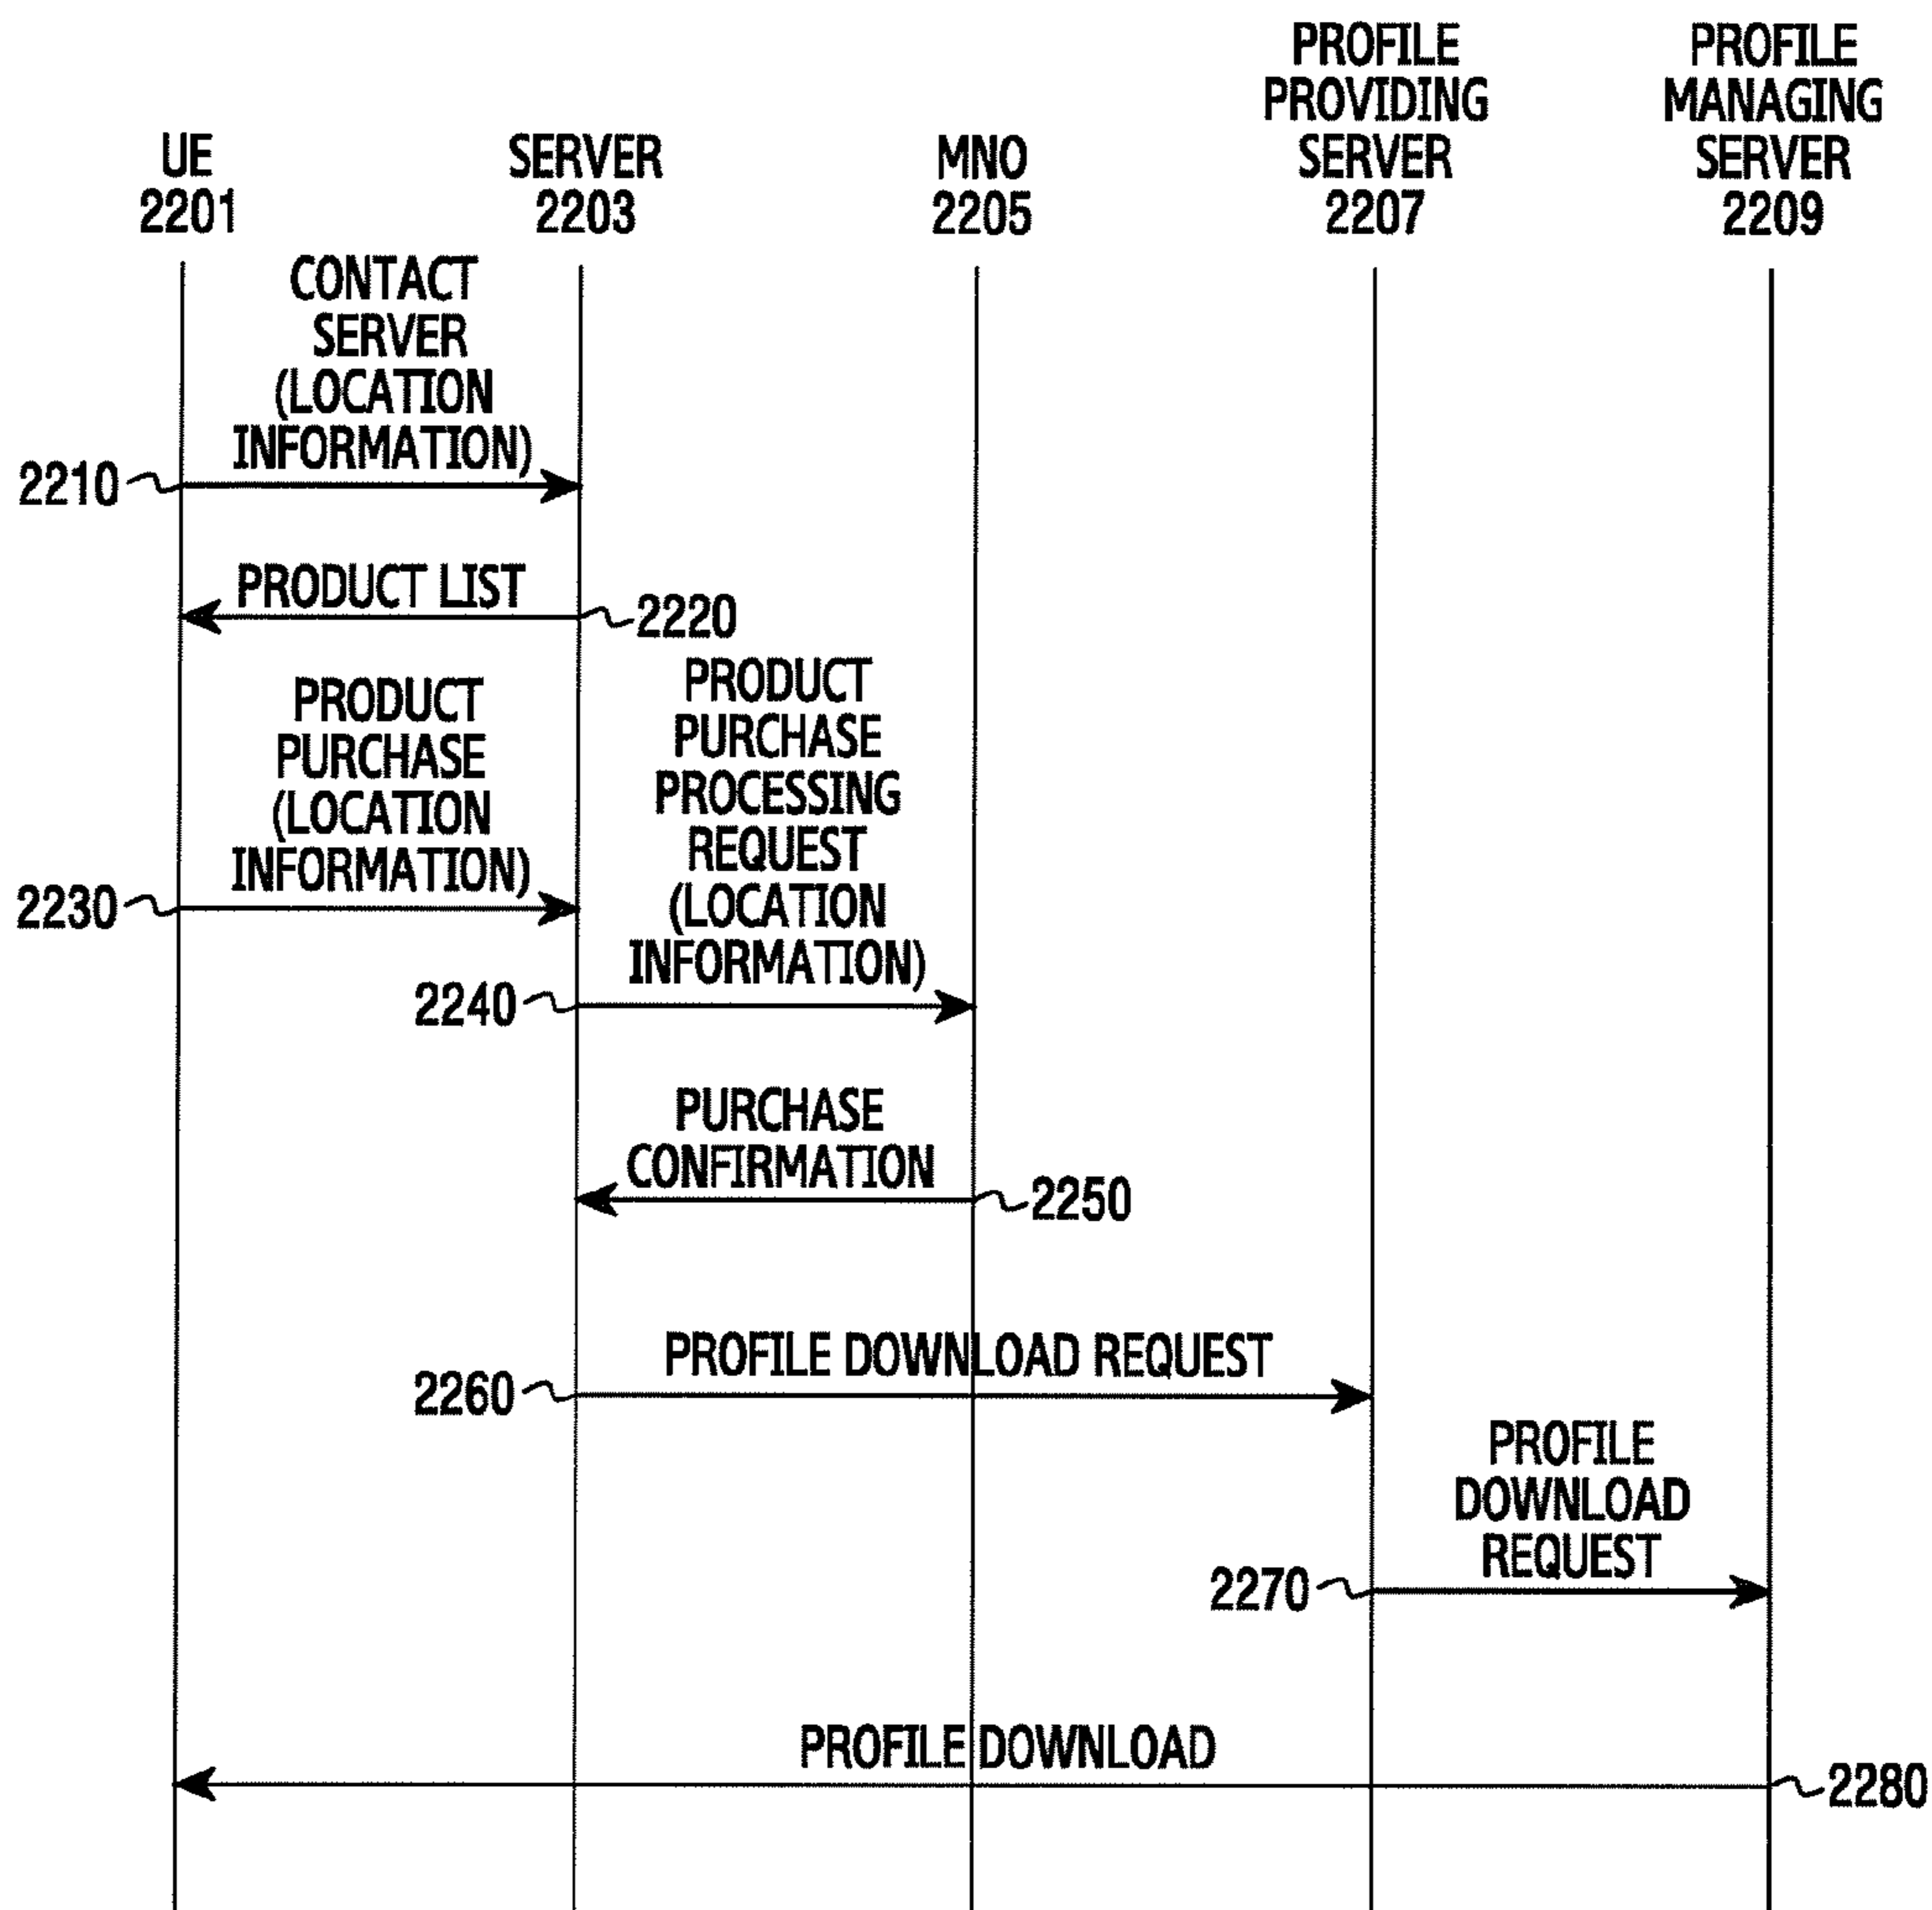 UE
2201
SERVER
2203
MNO
2205
PROFILE
PROVIDING
SERVER
2207
PROFILE
MANAGING
SERVER
2209
CONTACT
SERVER
(LOCATION
INFORMATION)
2210
PRODUCT LIST
2220
PRODUCT
PURCHASE
(LOCATION
INFORMATION)
2230
PRODUCT
PURCHASE
PROCESSING
REQUEST
(LOCATION
INFORMATION)
2240
PURCHASE
CONFIRMATION
2250
PROFILE DOWNLOAD REQUEST
2260
PROFILE
DOWNLOAD
REQUEST
2270
PROFILE DOWNLOAD
2280